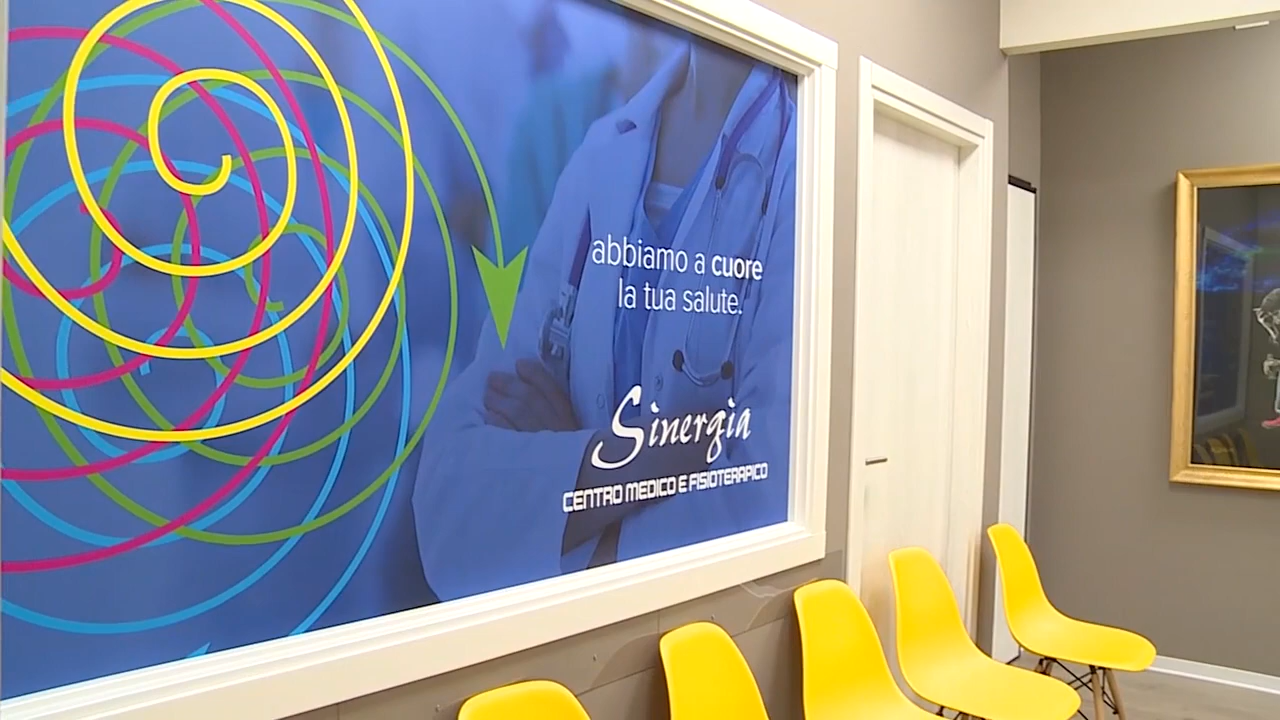 abbiamo a cuore
la tua salute.
Sinergia
CENTRO MEDICO E FISIOTERAPICO